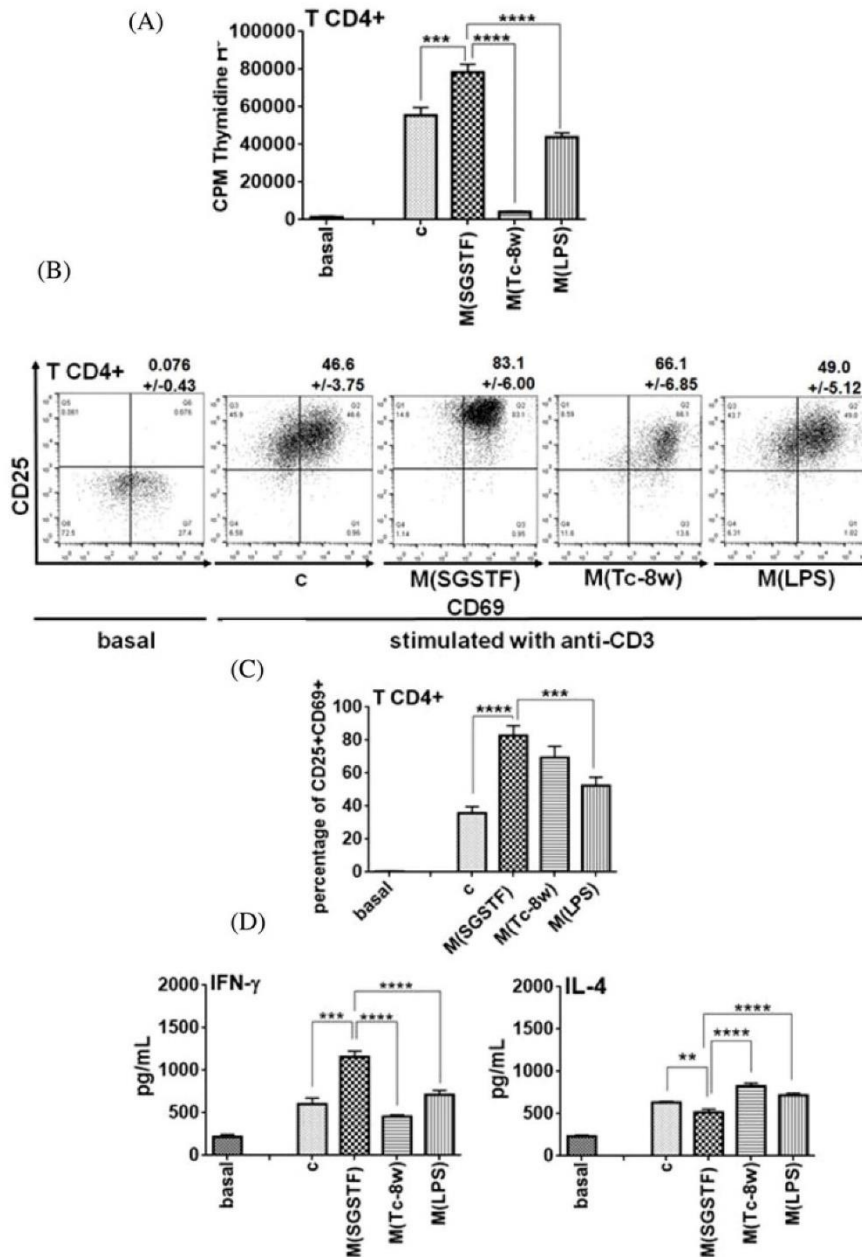 (A)
T CD4+
CPM Thymidine H³
100000
80000
60000
40000
20000
0
*** **** ****
basal
c
M(SGSTF)
M(Tc-8w)
M(LPS)
(B)
T CD4+
0.076
+/-0.43
46.6
+/-3.75
83.1
+/-6.00
66.1
+/-6.85
49.0
+/-5.12
CD25
c
M(SGSTF)
M(Tc-8w)
M(LPS)
CD69
basal
stimulated with anti-CD3
(C)
T CD4+
percentage of CD25+CD69+
100
80
60
40
20
0
**** ***
basal
c
M(SGSTF)
M(Tc-8w)
M(LPS)
(D)
IFN-γ
pg/mL
2000
1500
1000
500
0
*** **** ****
basal
c
M(SGSTF)
M(Tc-8w)
M(LPS)
IL-4
pg/mL
2000
1500
1000
500
0
** **** ****
basal
c
M(SGSTF)
M(Tc-8w)
M(LPS)